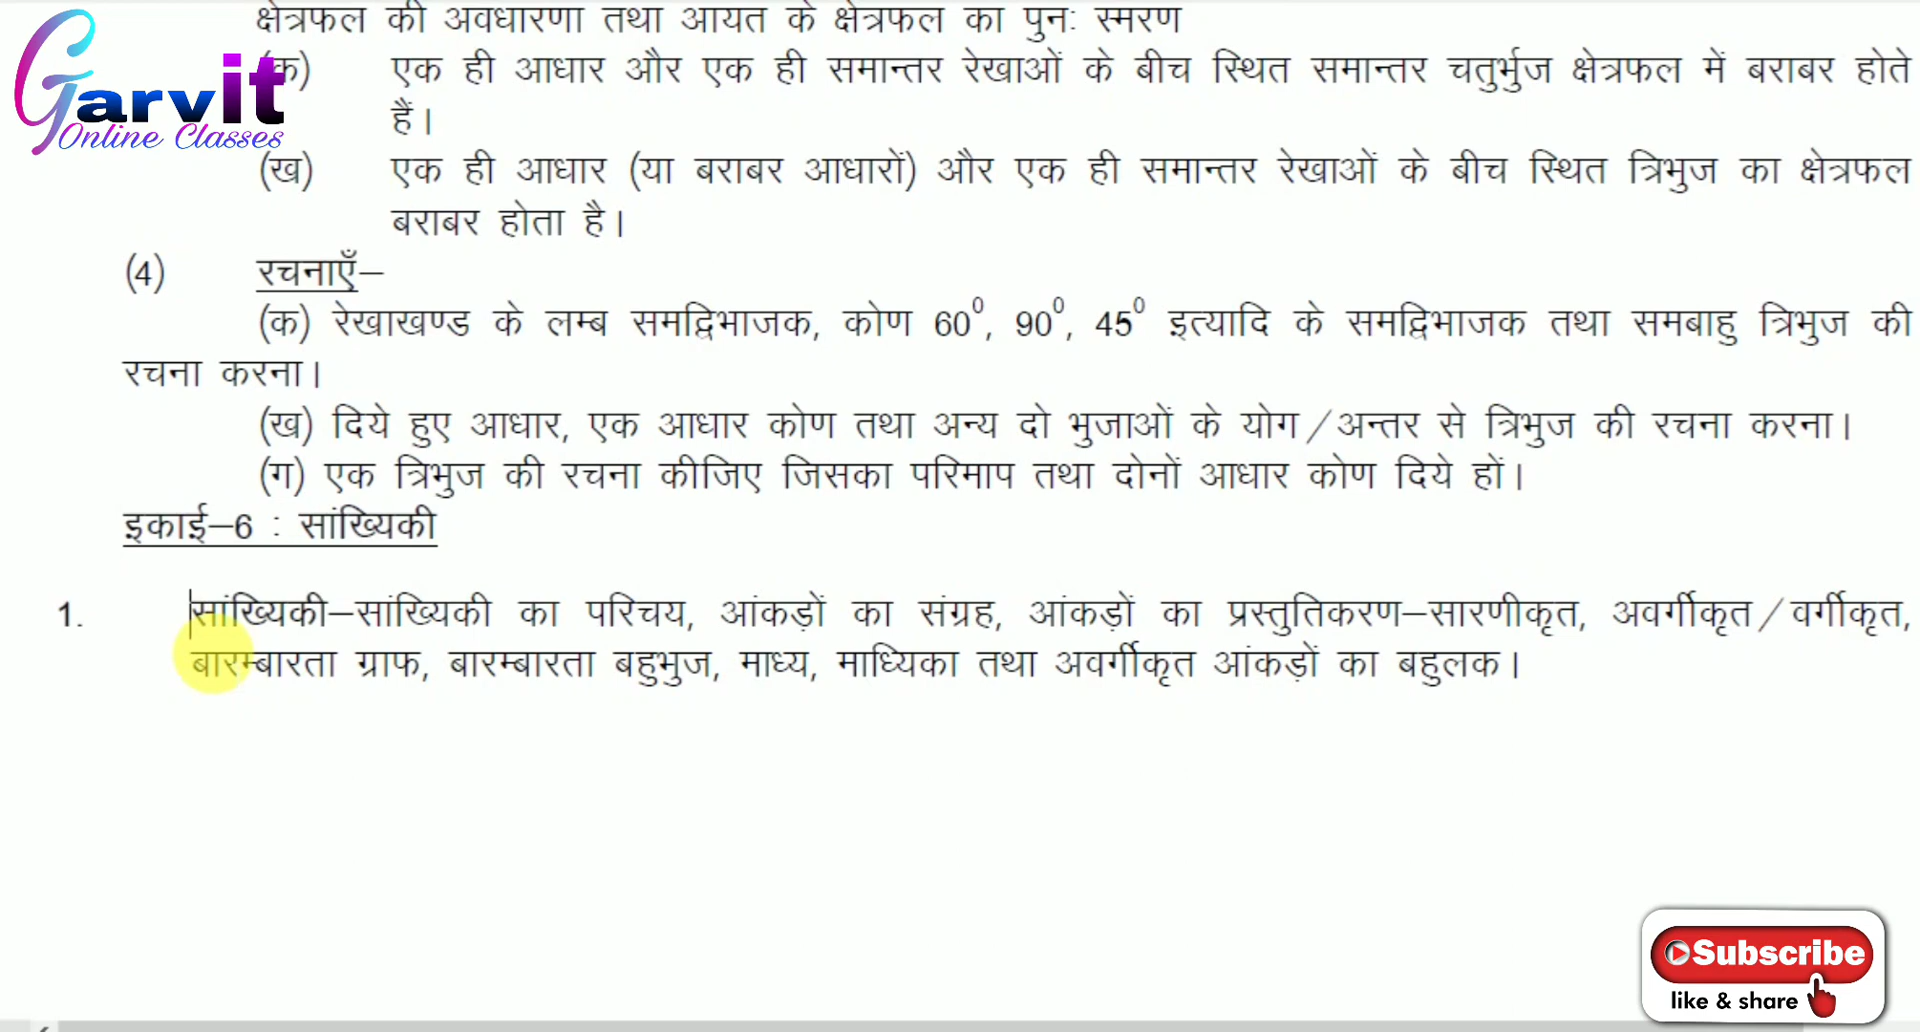 क्षेत्रफल की अवधारणा तथा आयत के क्षेत्रफल का पुनः स्मरण
Garvit
Online Classes
(क) एक ही आधार और एक ही समान्तर रेखाओं के बीच स्थित समान्तर चतुर्भुज क्षेत्रफल में बराबर होते
हैं।
(ख) एक ही आधार (या बराबर आधारों) और एक ही समान्तर रेखाओं के बीच स्थित त्रिभुज का क्षेत्रफल
बराबर होता है।
(4) रचनाएँ–
(क) रेखाखण्ड के लम्ब समद्विभाजक, कोण 60⁰, 90⁰, 45⁰ इत्यादि के समद्विभाजक तथा समबाहु त्रिभुज की
रचना करना।
(ख) दिये हुए आधार, एक आधार कोण तथा अन्य दो भुजाओं के योग/अन्तर से त्रिभुज की रचना करना।
(ग) एक त्रिभुज की रचना कीजिए जिसका परिमाप तथा दोनों आधार कोण दिये हों।
इकाई–6 : सांख्यिकी
1. सांख्यिकी–सांख्यिकी का परिचय, आंकड़ों का संग्रह, आंकड़ों का प्रस्तुतिकरण–सारणीकृत, अवर्गीकृत/वर्गीकृत,
बारम्बारता ग्राफ, बारम्बारता बहुभुज, माध्य, माध्यिका तथा अवर्गीकृत आंकड़ों का बहुलक।
Subscribe
like & share